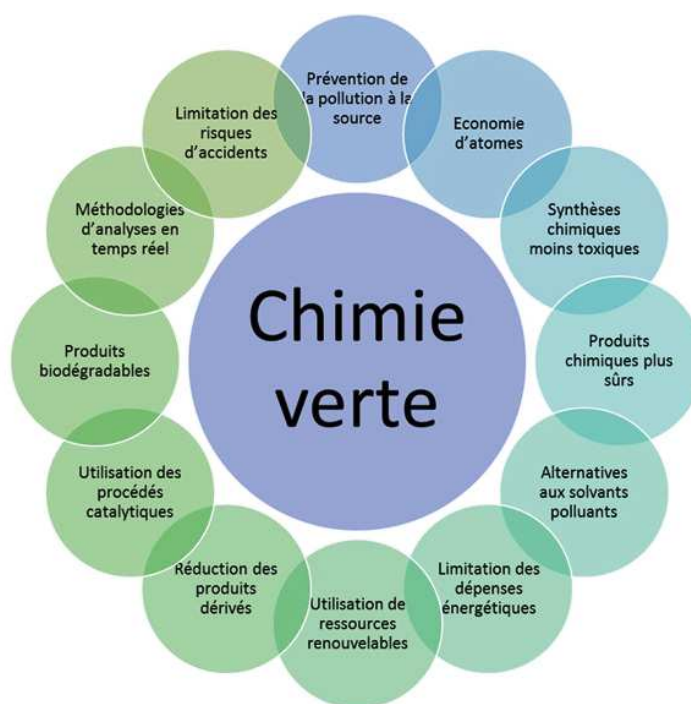 Chimie
verte
Prévention de
la pollution à la
source
Economie
d'atomes
Synthèses
chimiques
moins toxiques
Produits
chimiques plus
sûrs
Alternatives
aux solvants
polluants
Limitation des
dépenses
énergétiques
Utilisation de
ressources
renouvelables
Réduction des
produits
dérivés
Utilisation des
procédés
catalytiques
Produits
biodégradables
Méthodologies
d'analyses en
temps réel
Limitation des
risques
d'accidents